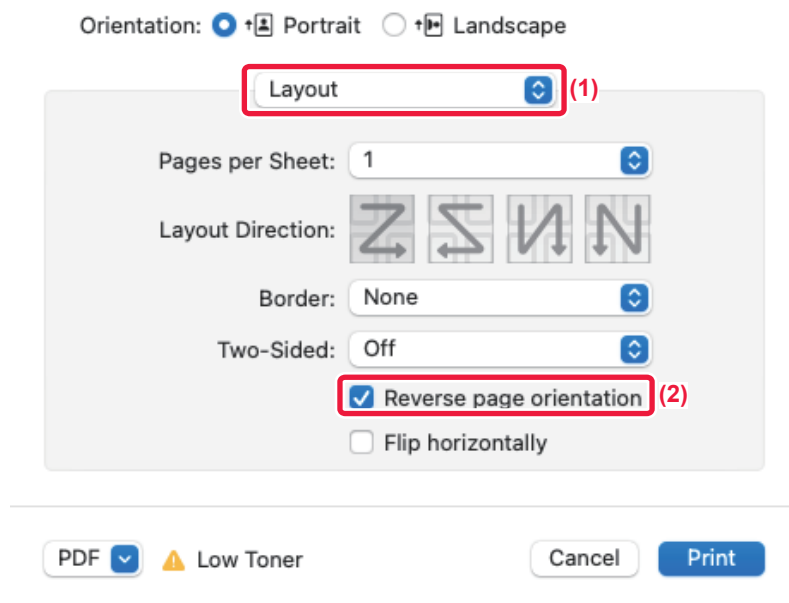 Orientation: Portrait Landscape
Layout (1)
Pages per Sheet: 1
Layout Direction:
Border: None
Two-Sided: Off
Reverse page orientation (2)
Flip horizontally
PDF Low Toner Cancel Print